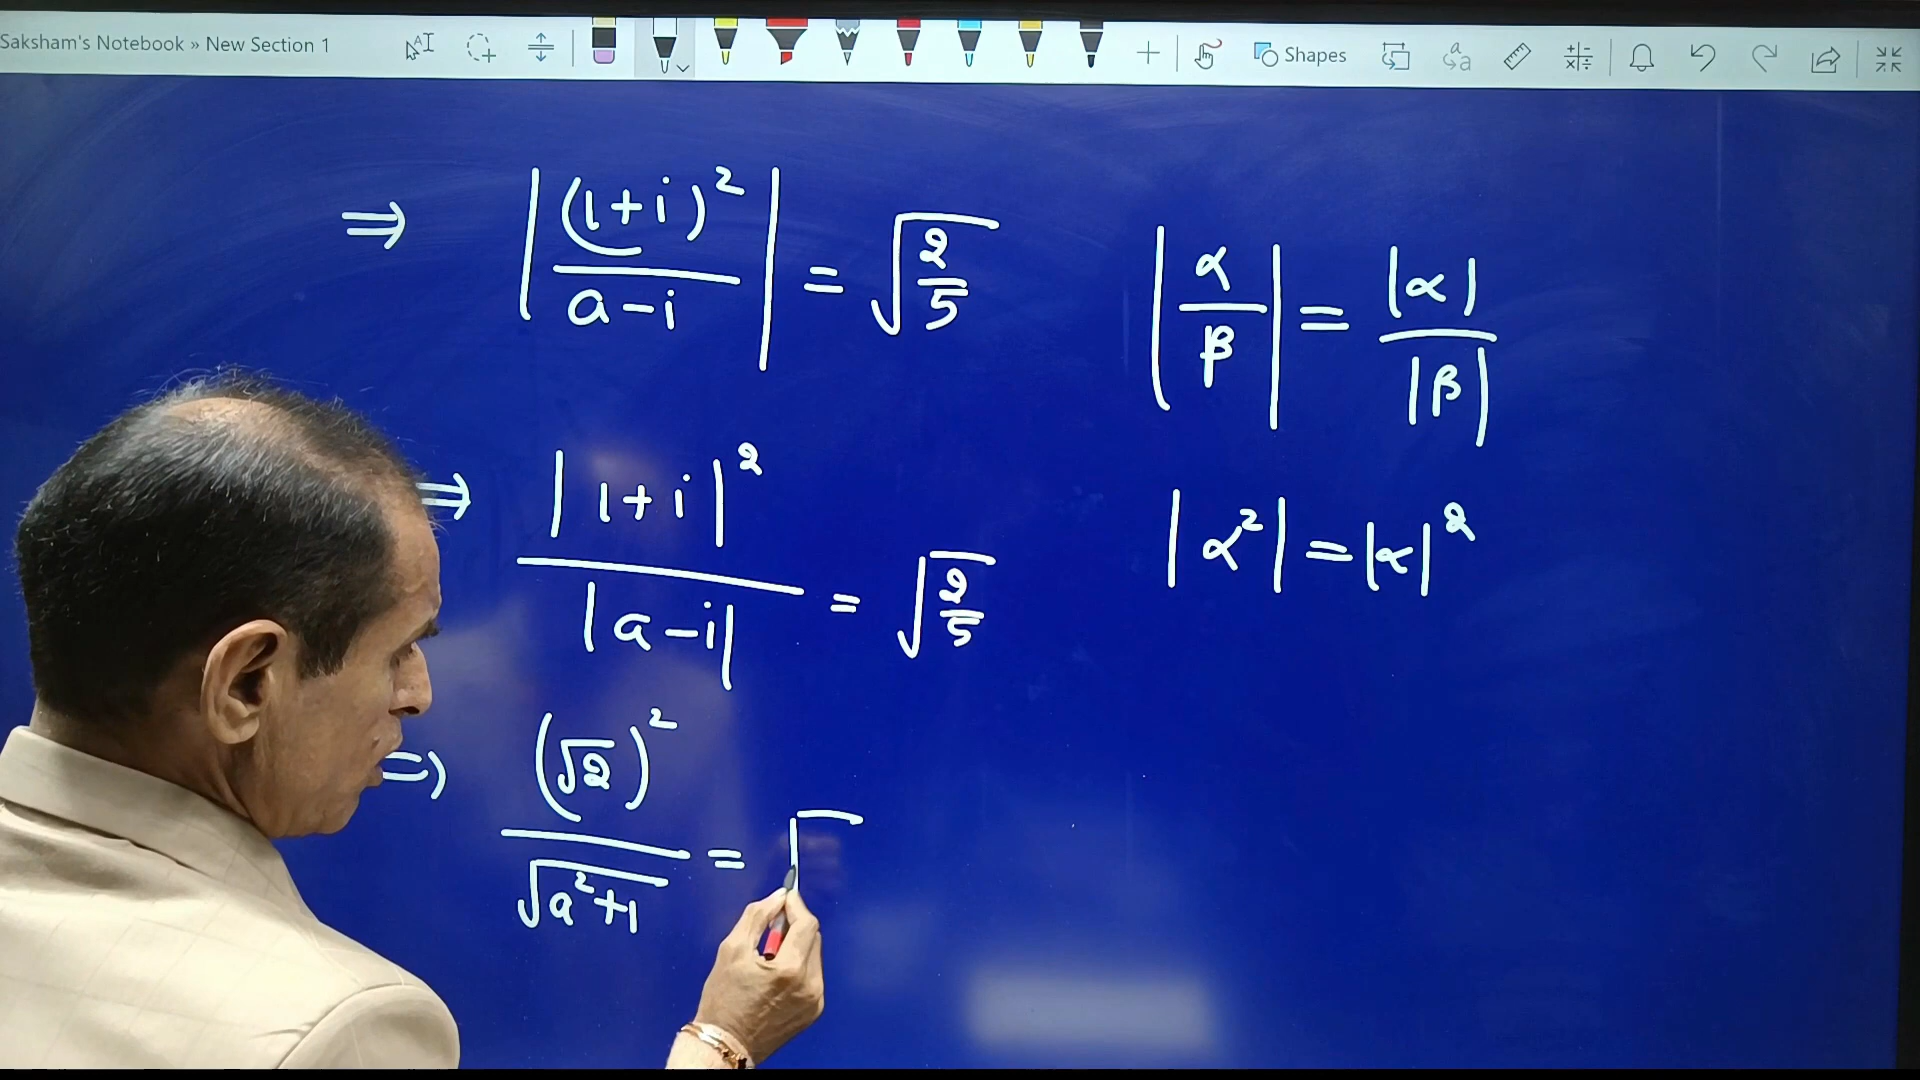 Saksham's Notebook » New Section 1
Shapes
⇒ |(1+i)²/(a-i)| = √(2/5)
|α/β| = |α|/|β|
⇒ |1+i|²/|a-i| = √(2/5)
|α²| = |α|²
⇒ (√2)²/√(a²+1) = √